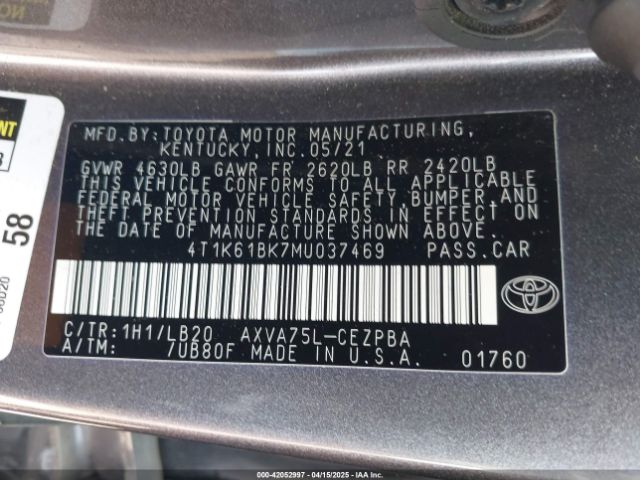 MFD.BY:TOYOTA MOTOR MANUFACTURING,
KENTUCKY, INC. 05/21
GVWR 4630LB GAWR FR 2620LB RR 2420LB
THIS VEHICLE CONFORMS TO ALL APPLICABLE
FEDERAL MOTOR VEHICLE SAFETY, BUMPER, AND
THEFT PREVENTION STANDARDS IN EFFECT ON
THE DATE OF MANUFACTURE SHOWN ABOVE.
4T1K61BK7MU037469 PASS.CAR
C/TR:1H1/LB20 AXVA75L-CEZPBA
A/TM: /UB80F MADE IN U.S.A. 01760
58
000-42052997 - 04/15/2025 - IAA Inc.